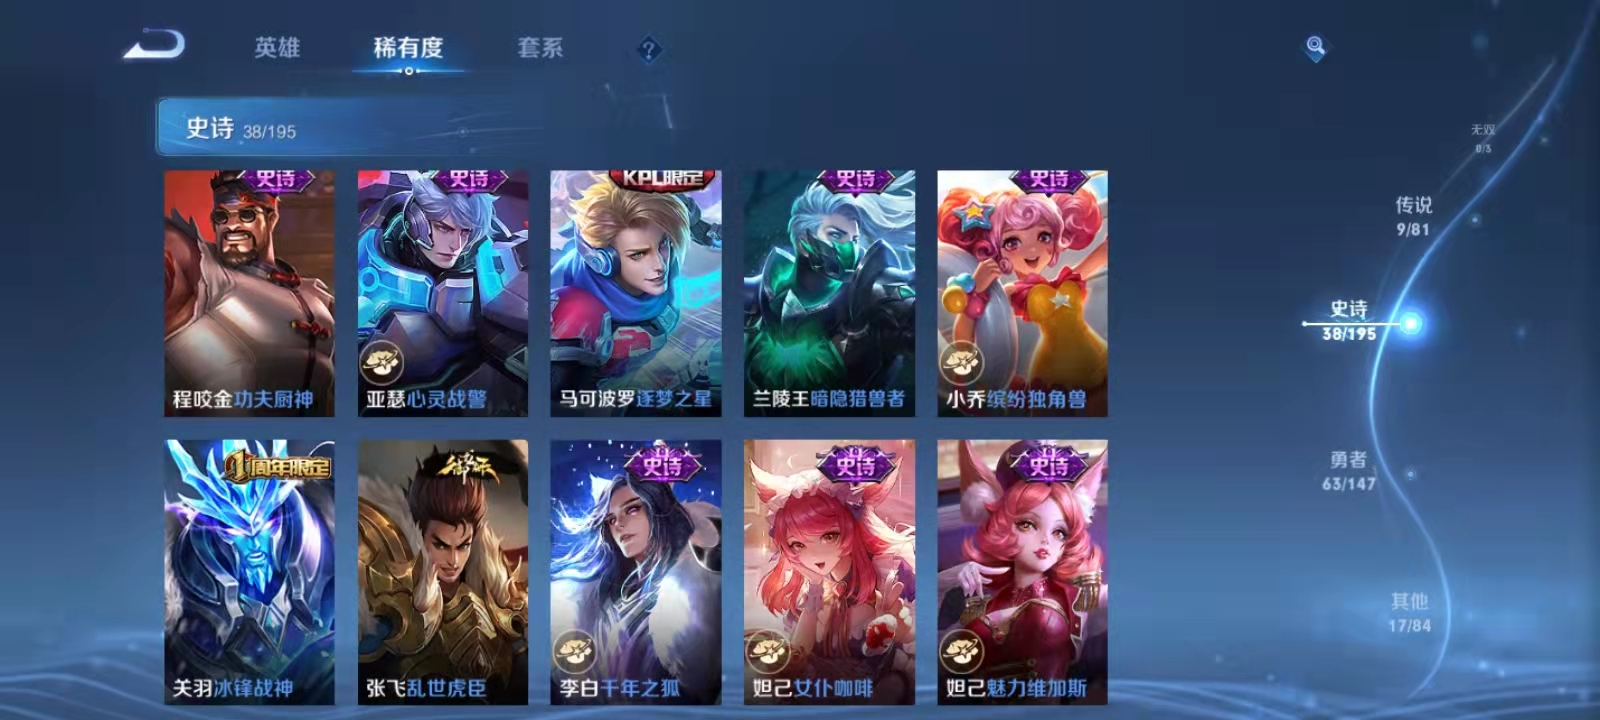 英雄 稀有度 套系 ?
史诗 38/195
史诗 史诗 KPL限定 史诗 史诗
程咬金功夫厨神 亚瑟心灵战警 马可波罗逐梦之星 兰陵王暗隐猎兽者 小乔缤纷独角兽
1周年限定 史诗 史诗 史诗
关羽冰锋战神 张飞乱世虎臣 李白千年之狐 妲己女仆咖啡 妲己魅力维加斯
无双
0/3
传说
9/81
史诗
38/195
勇者
63/147
其他
17/84